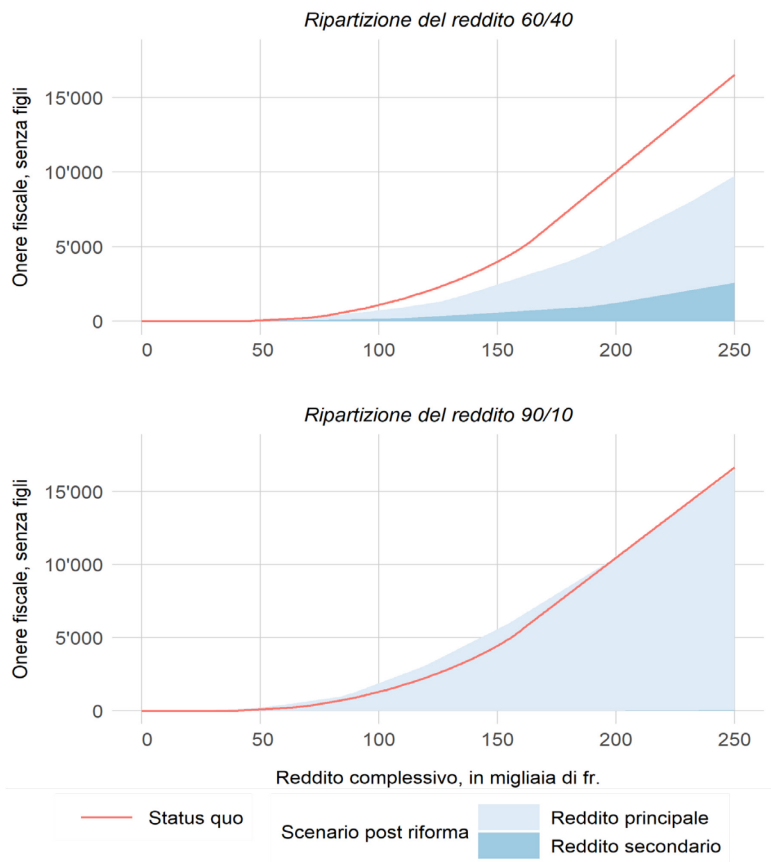 Ripartizione del reddito 60/40
Onere fiscale, senza figli
15'000
10'000
5'000
0
0 50 100 150 200 250
Ripartizione del reddito 90/10
Onere fiscale, senza figli
15'000
10'000
5'000
0
0 50 100 150 200 250
Reddito complessivo, in migliaia di fr.
Status quo
Scenario post riforma
Reddito principale
Reddito secondario